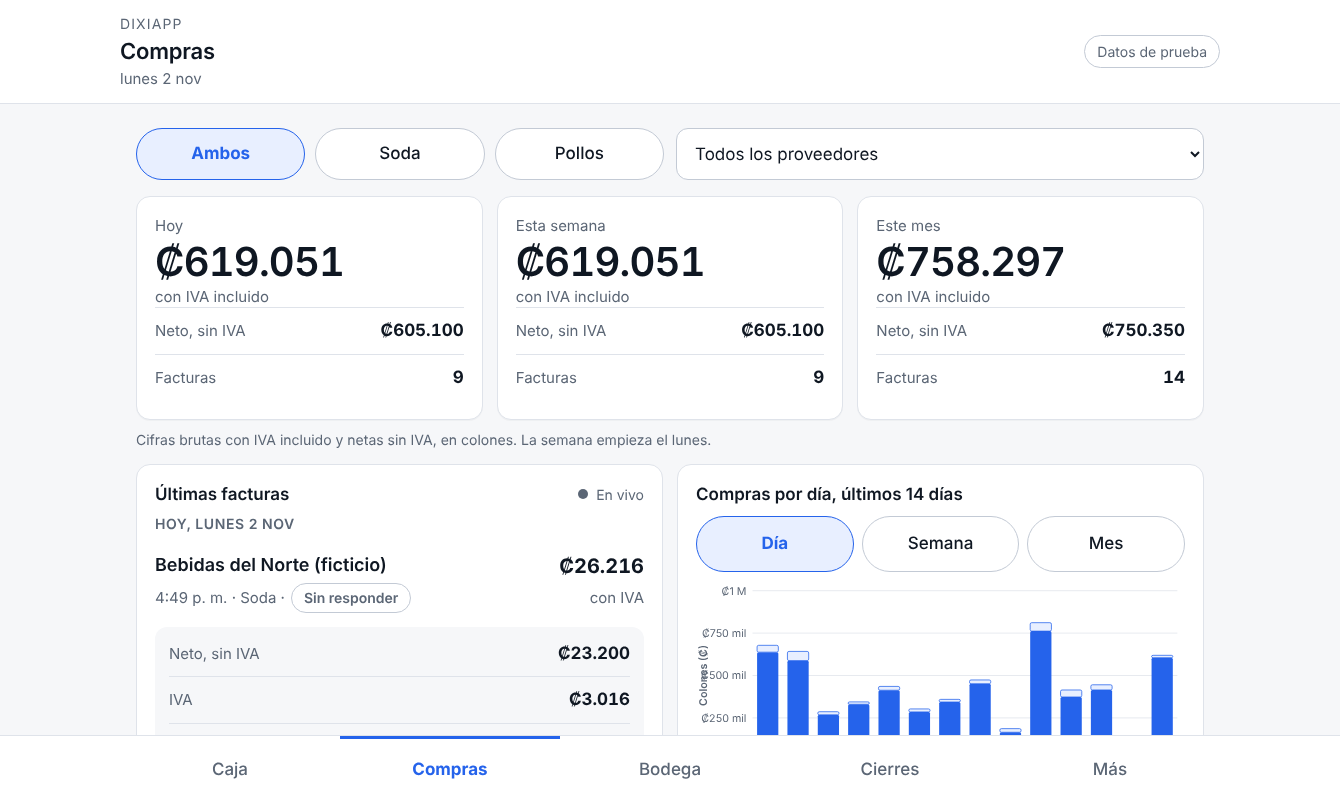 DIXIAPP
Compras
lunes 2 nov
Datos de prueba
Ambos
Soda
Pollos
Todos los proveedores
Hoy
₡619.051
con IVA incluido
Neto, sin IVA ₡605.100
Facturas 9
Esta semana
₡619.051
con IVA incluido
Neto, sin IVA ₡605.100
Facturas 9
Este mes
₡758.297
con IVA incluido
Neto, sin IVA ₡750.350
Facturas 14
Cifras brutas con IVA incluido y netas sin IVA, en colones. La semana empieza el lunes.
Últimas facturas
En vivo
HOY, LUNES 2 NOV
Bebidas del Norte (ficticio) ₡26.216
4:49 p. m. · Soda · Sin responder con IVA
Neto, sin IVA ₡23.200
IVA ₡3.016
Compras por día, últimos 14 días
Día
Semana
Mes
₡1 M
₡750 mil
₡500 mil
₡250 mil
Colones (₡)
Caja
Compras
Bodega
Cierres
Más